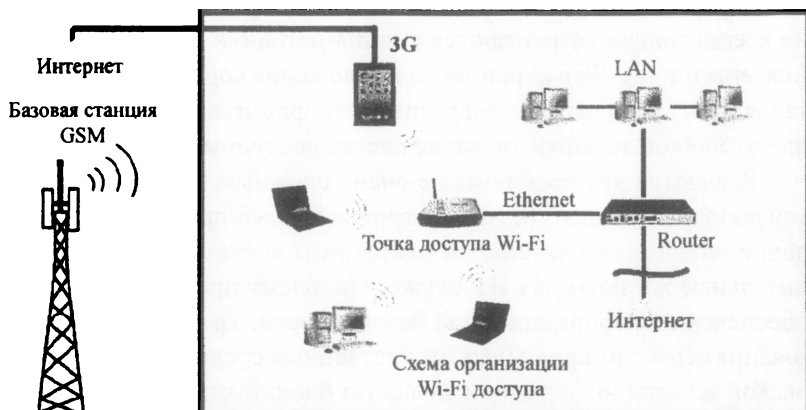 Интернет
Базовая станция
GSM
3G
LAN
Ethernet
Точка доступа Wi-Fi
Router
Интернет
Схема организации
Wi-Fi доступа